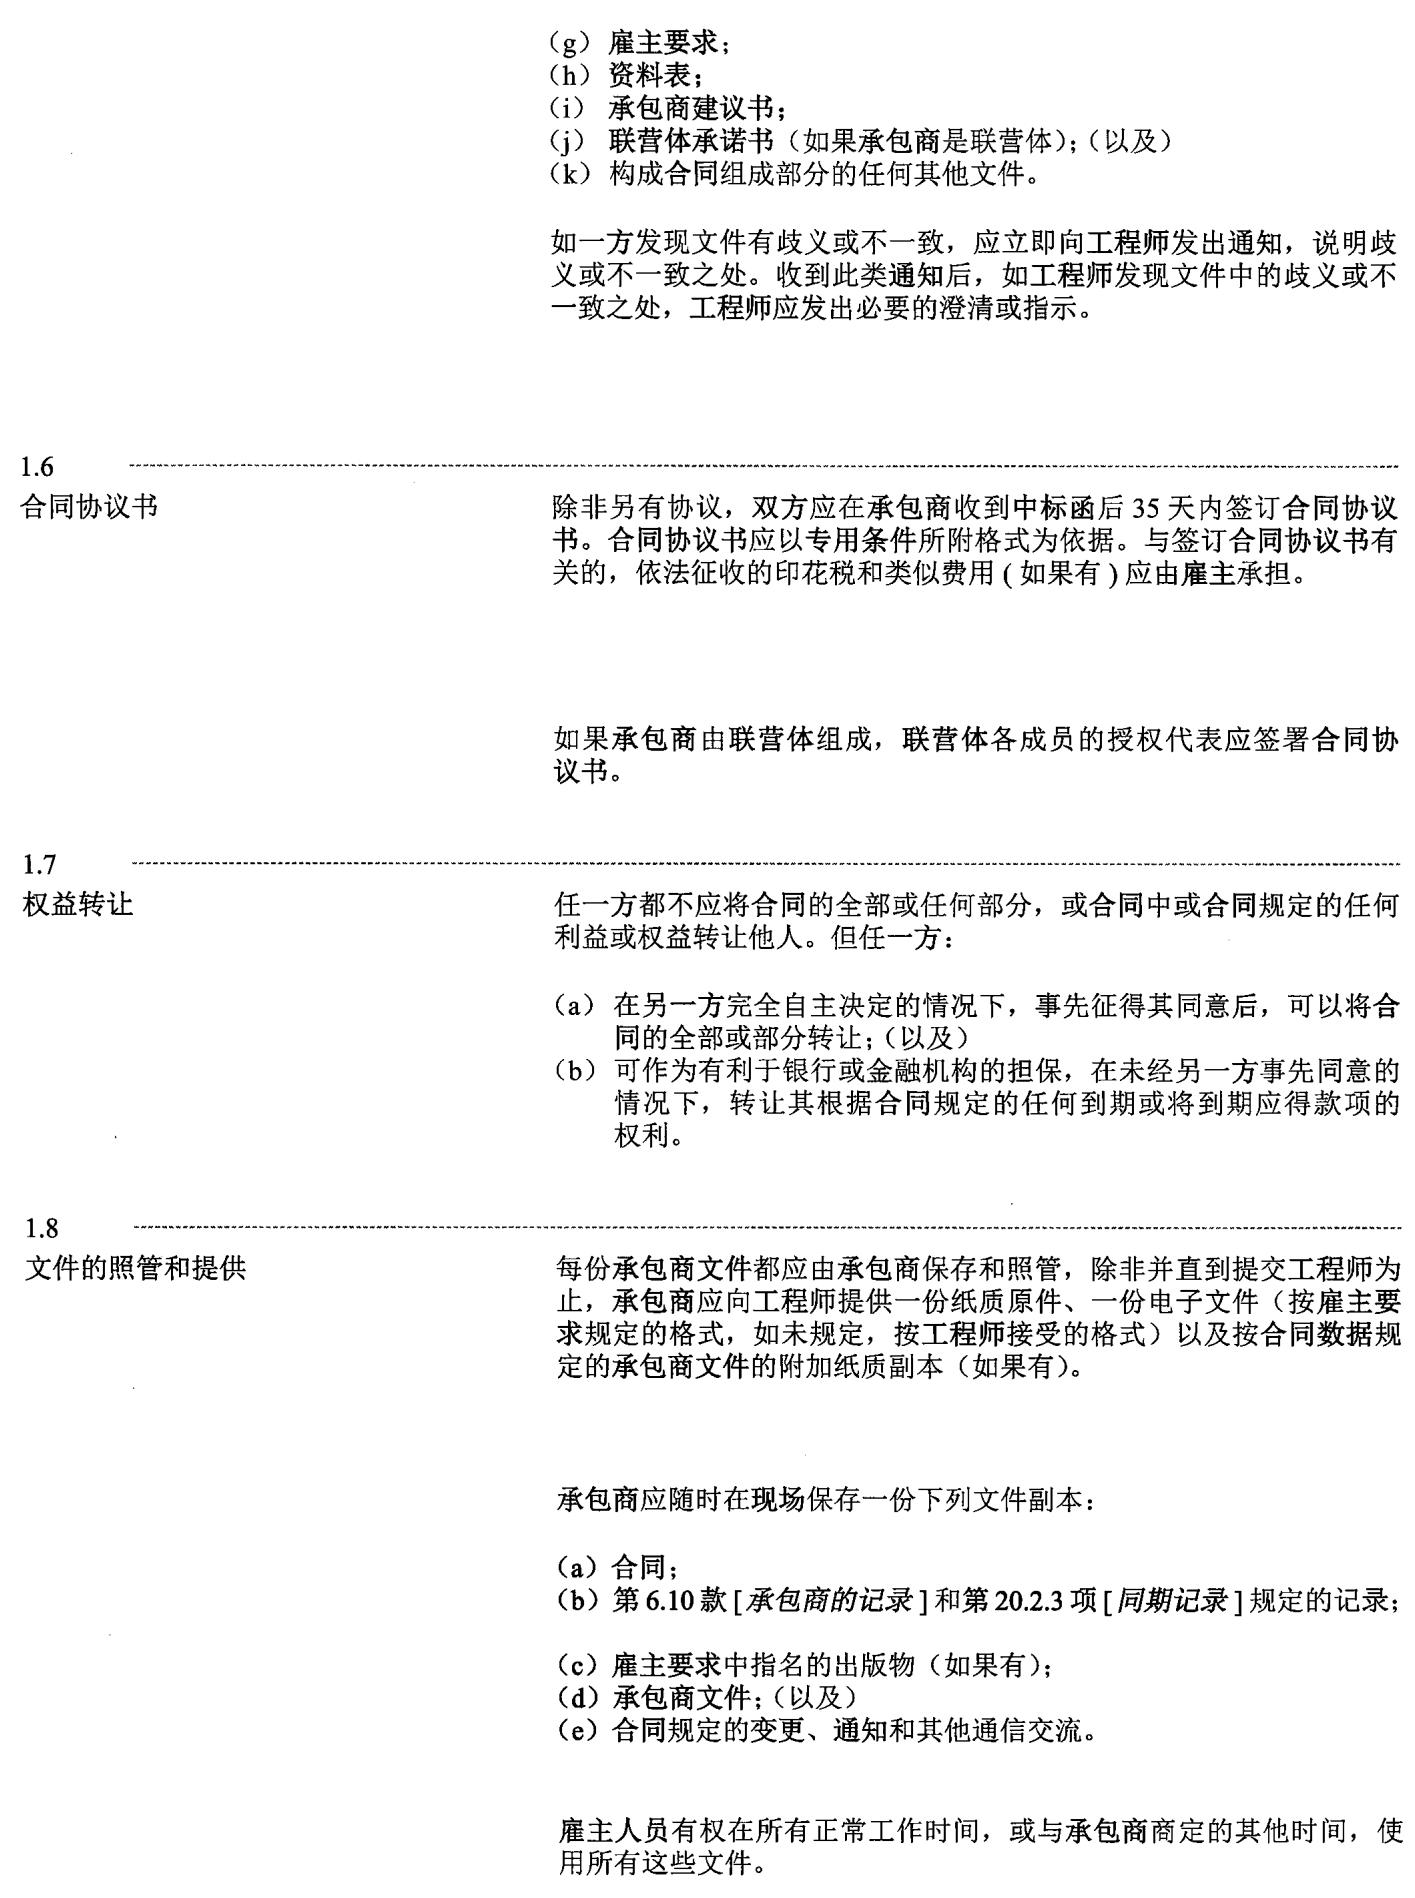 （g）雇主要求；
（h）资料表；
（i）承包商建议书；
（j）联营体承诺书（如果承包商是联营体）；（以及）
（k）构成合同组成部分的任何其他文件。
如一方发现文件有歧义或不一致，应立即向工程师发出通知，说明歧
义或不一致之处。收到此类通知后，如工程师发现文件中的歧义或不
一致之处，工程师应发出必要的澄清或指示。
1.6
合同协议书
除非另有协议，双方应在承包商收到中标函后 35 天内签订合同协议
书。合同协议书应以专用条件所附格式为依据。与签订合同协议书有
关的，依法征收的印花税和类似费用 ( 如果有 ) 应由雇主承担。
如果承包商由联营体组成，联营体各成员的授权代表应签署合同协
议书。
1.7
权益转让
任一方都不应将合同的全部或任何部分，或合同中或合同规定的任何
利益或权益转让他人。但任一方：
（a）在另一方完全自主决定的情况下，事先征得其同意后，可以将合
同的全部或部分转让；（以及）
（b）可作为有利于银行或金融机构的担保，在未经另一方事先同意的
情况下，转让其根据合同规定的任何到期或将到期应得款项的
权利。
1.8
文件的照管和提供
每份承包商文件都应由承包商保存和照管，除非并直到提交工程师为
止，承包商应向工程师提供一份纸质原件、一份电子文件（按雇主要
求规定的格式，如未规定，按工程师接受的格式）以及按合同数据规
定的承包商文件的附加纸质副本（如果有）。
承包商应随时在现场保存一份下列文件副本：
（a）合同；
（b）第 6.10 款 [ 承包商的记录 ] 和第 20.2.3 项 [ 同期记录 ] 规定的记录；
（c）雇主要求中指名的出版物（如果有）；
（d）承包商文件；（以及）
（e）合同规定的变更、通知和其他通信交流。
雇主人员有权在所有正常工作时间，或与承包商商定的其他时间，使
用所有这些文件。